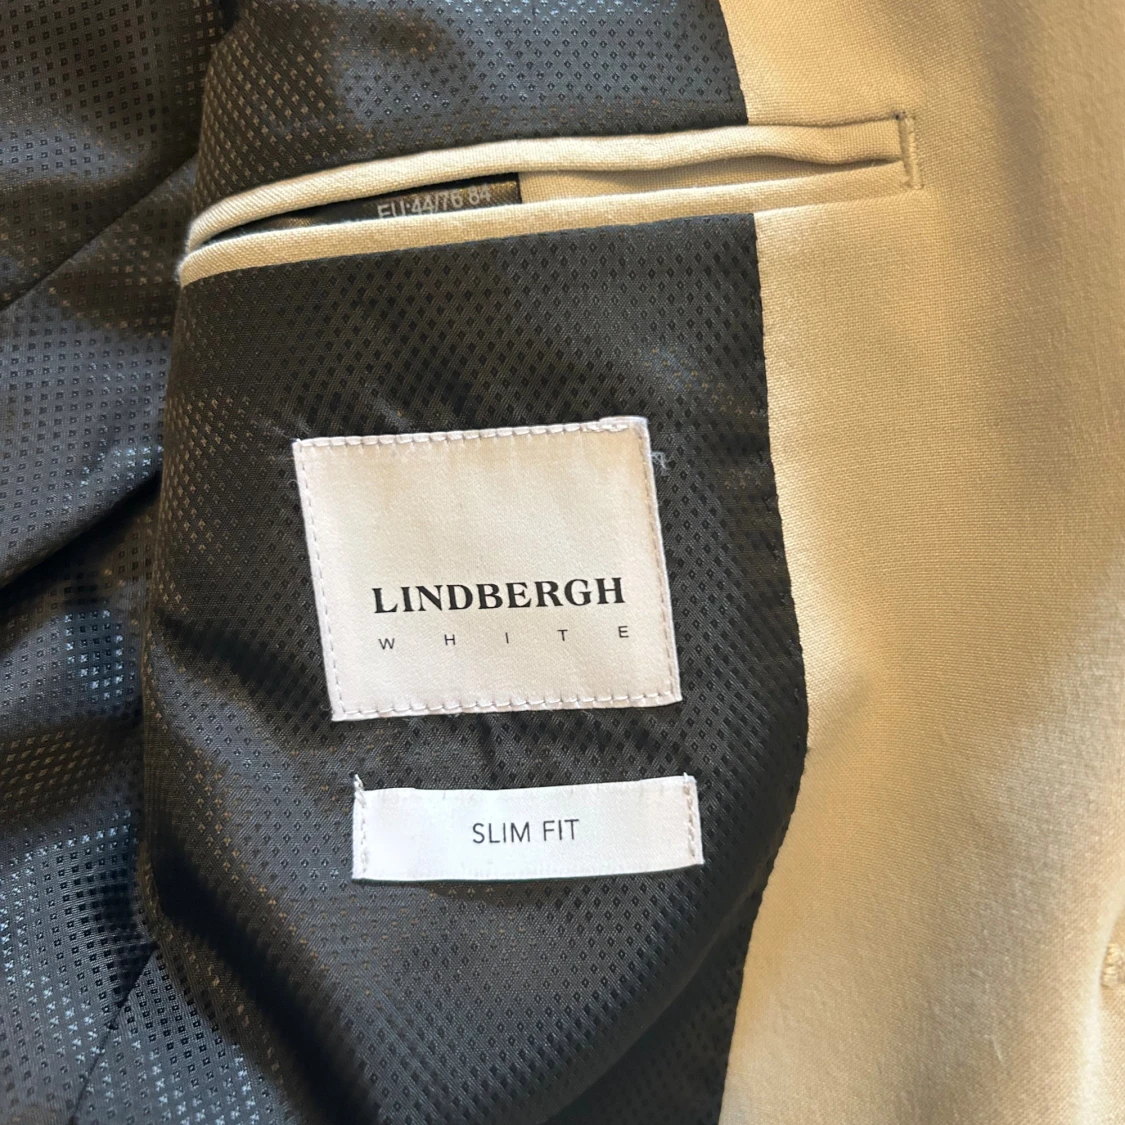 EU:44/76 84
LINDBERGH
WHITE
SLIM FIT